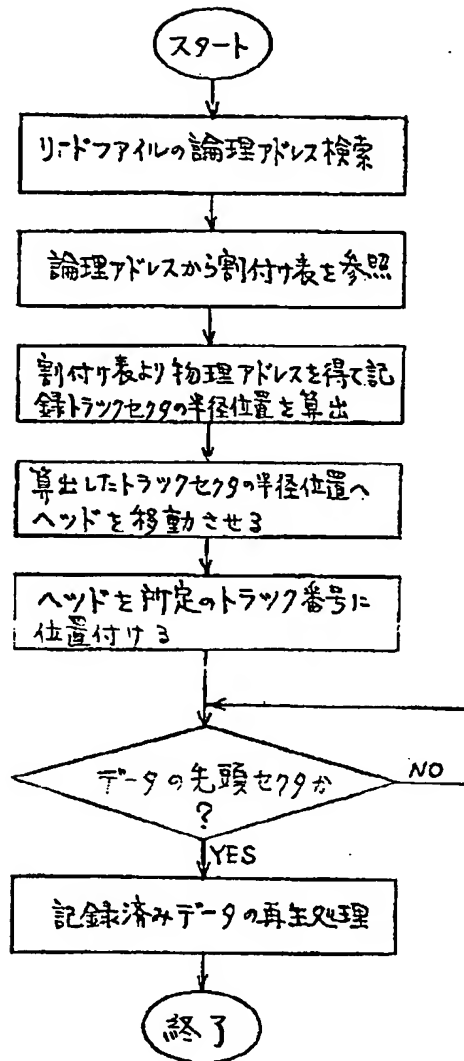 スタート
リードファイルの論理アドレス検索
論理アドレスから割付け表を参照
割付け表より物理アドレスを得て記
録トラックセクタの半径位置を算出
算出したトラックセクタの半径位置へ
ヘッドを移動させる
ヘッドを所定のトラック番号に
位置付ける
データの先頭セクタか
?
NO
YES
記録済みデータの再生処理
終了